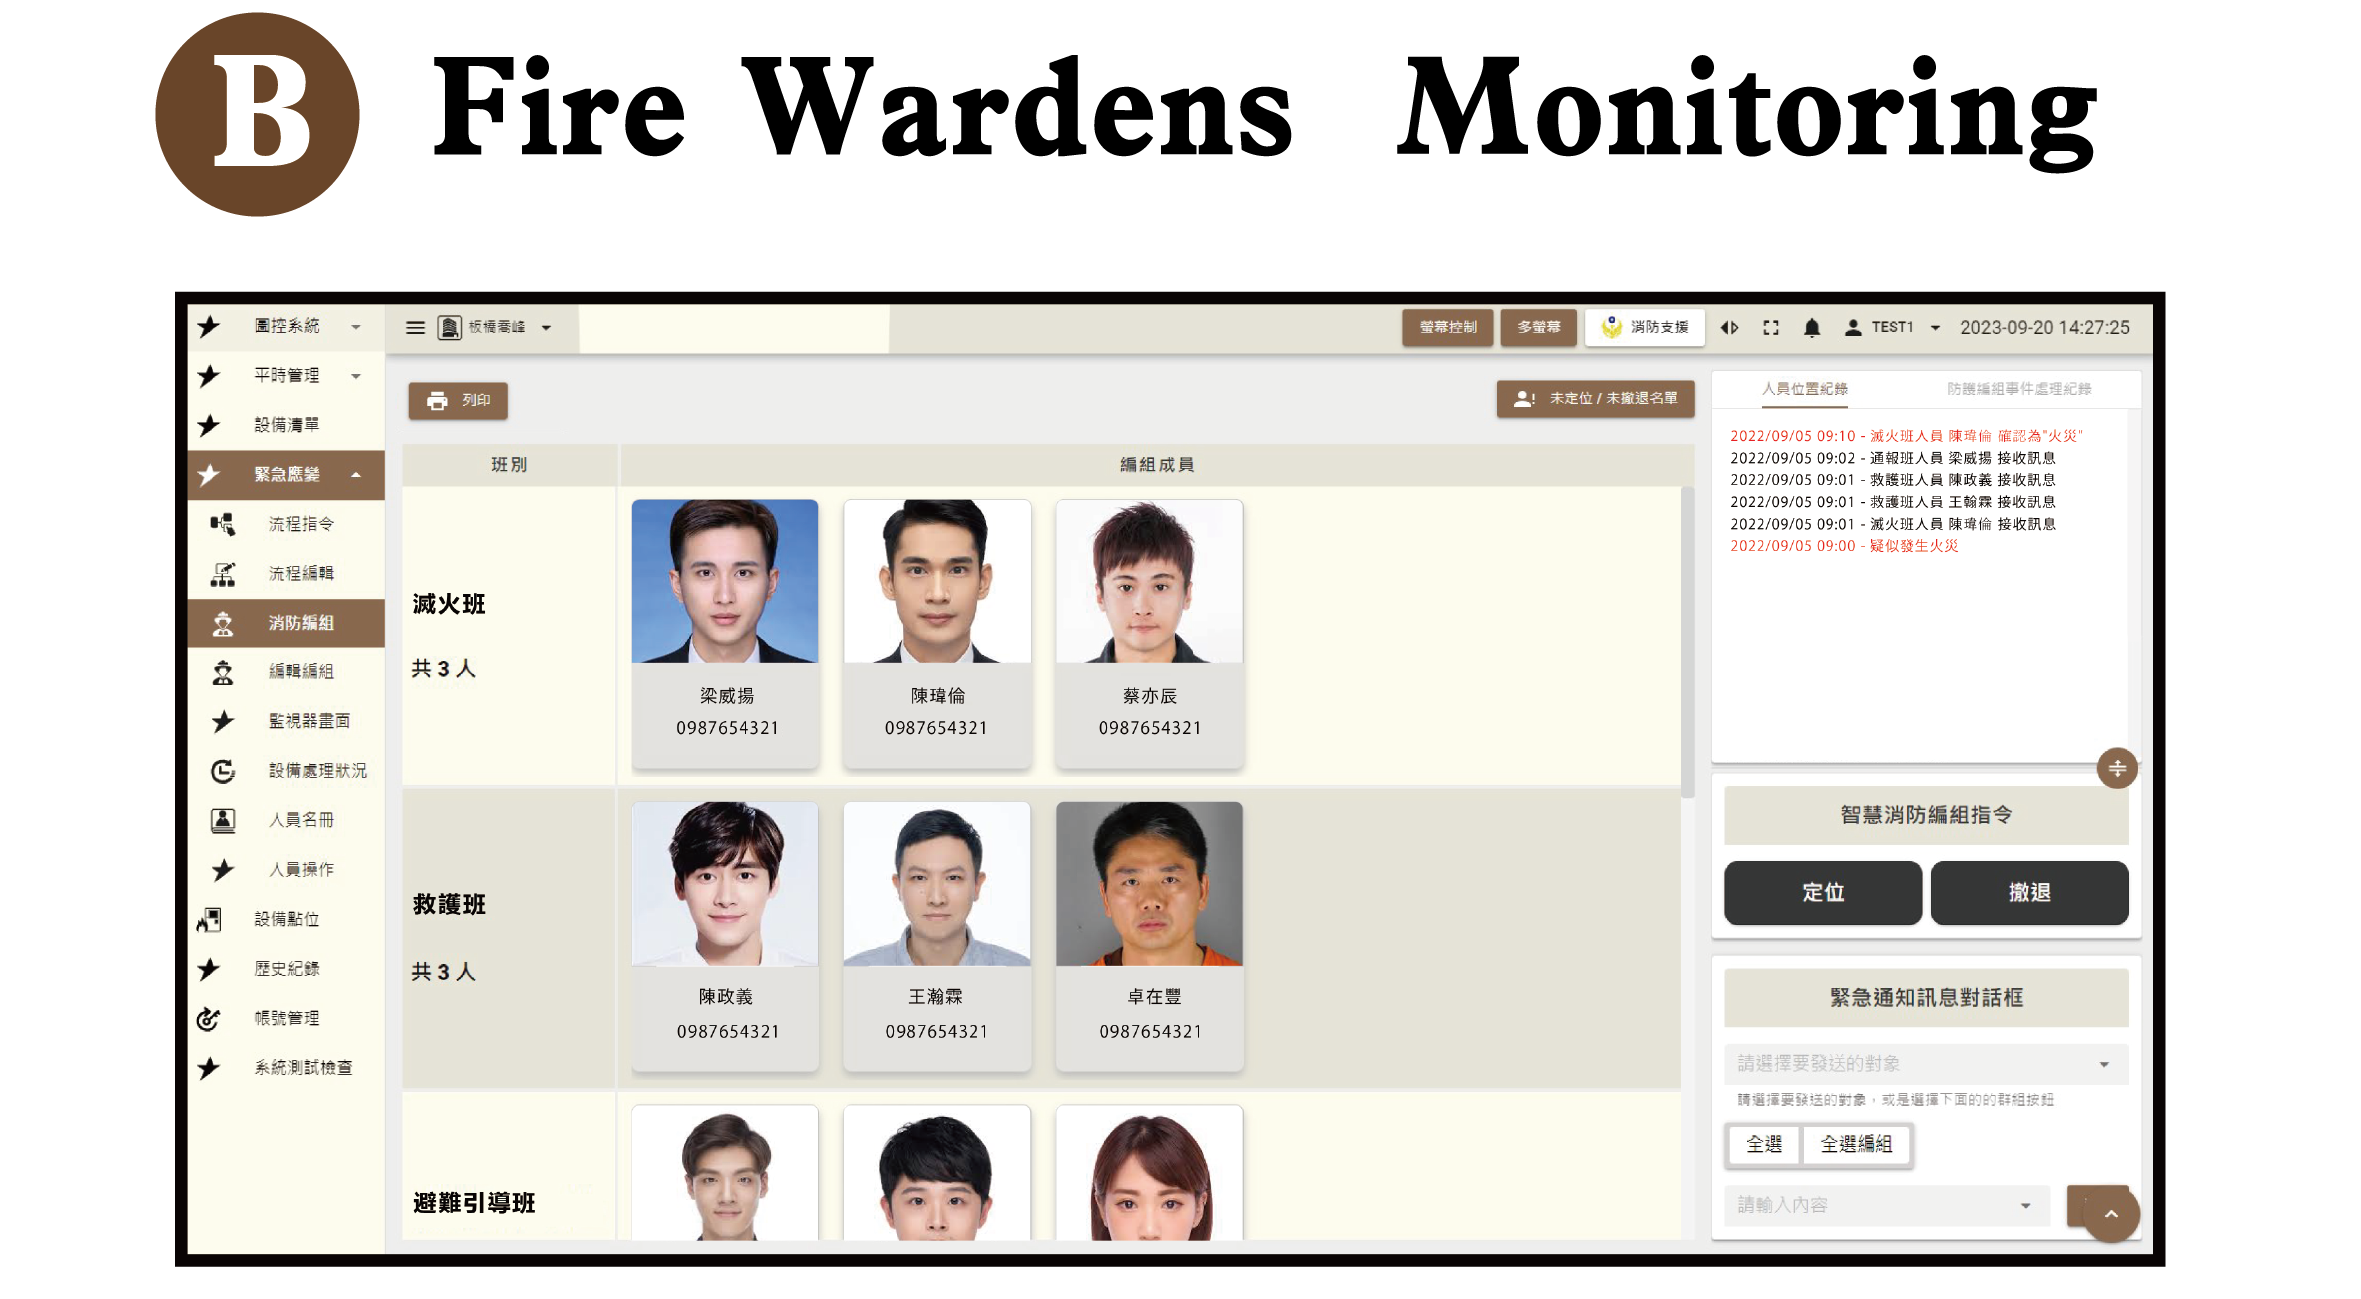 B Fire Wardens Monitoring
圖控系統
平時管理
設備清單
緊急應變
流程指令
流程編輯
消防編組
編輯編組
監視器畫面
設備處理狀況
人員名冊
人員操作
設備點位
歷史紀錄
帳號管理
系統測試檢查
板橋喬峰
螢幕控制 多螢幕 消防支援 TEST1 2023-09-20 14:27:25
列印
未定位 / 未撤退名單
班別 編組成員
滅火班
共 3 人
梁威揚 陳瑋倫 蔡亦辰
0987654321 0987654321 0987654321
救護班
共 3 人
陳政義 王瀚霖 卓在豐
0987654321 0987654321 0987654321
避難引導班
人員位置紀錄 防護編組事件處理紀錄
2022/09/05 09:10 - 滅火班人員 陳瑋倫 確認為"火災"
2022/09/05 09:02 - 通報班人員 梁威揚 接收訊息
2022/09/05 09:01 - 救護班人員 陳政義 接收訊息
2022/09/05 09:01 - 救護班人員 王翰霖 接收訊息
2022/09/05 09:01 - 滅火班人員 陳瑋倫 接收訊息
2022/09/05 09:00 - 疑似發生火災
智慧消防編組指令
定位 撤退
緊急通知訊息對話框
請選擇要發送的對象
請選擇要發送的對象，或是選擇下面的的群組按鈕
全選 全選編組
請輸入內容